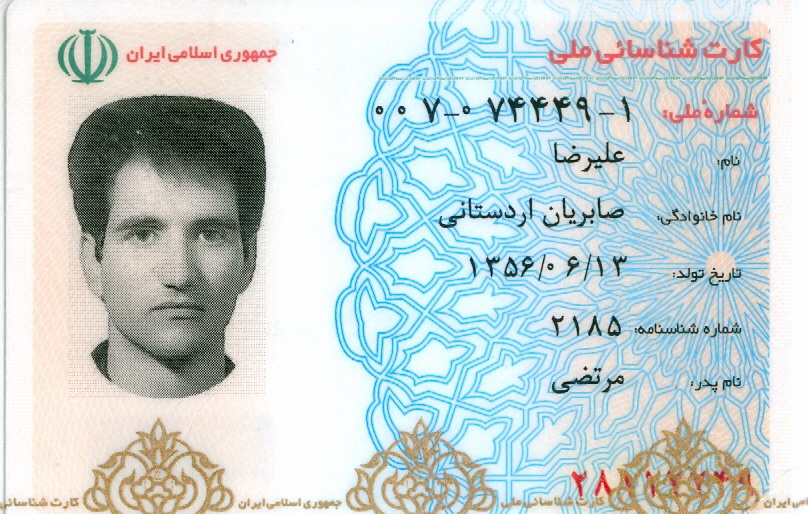 کارت شناسائی ملی
جمهوری اسلامی ایران
شماره ملی: ۰۰۷-۰۷۴۴۴۹-۱
نام: علیرضا
نام خانوادگی: صابریان اردستانی
تاریخ تولد: ۱۳۵۶/۰۶/۱۳
شماره شناسنامه: ۲۱۸۵
نام پدر: مرتضی
کارت شناسائی ملی جمهوری اسلامی ایران کارت شناسائی ملی